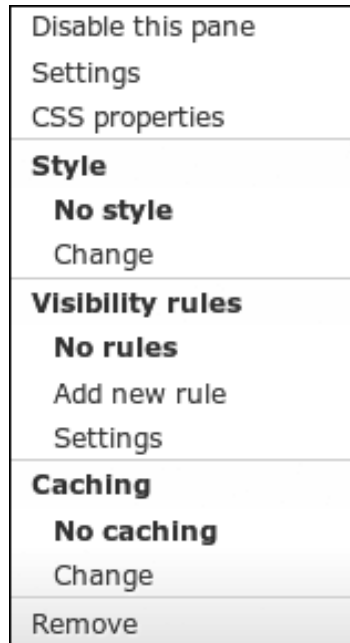 Disable this pane
Settings
CSS properties
Style
No style
Change
Visibility rules
No rules
Add new rule
Settings
Caching
No caching
Change
Remove